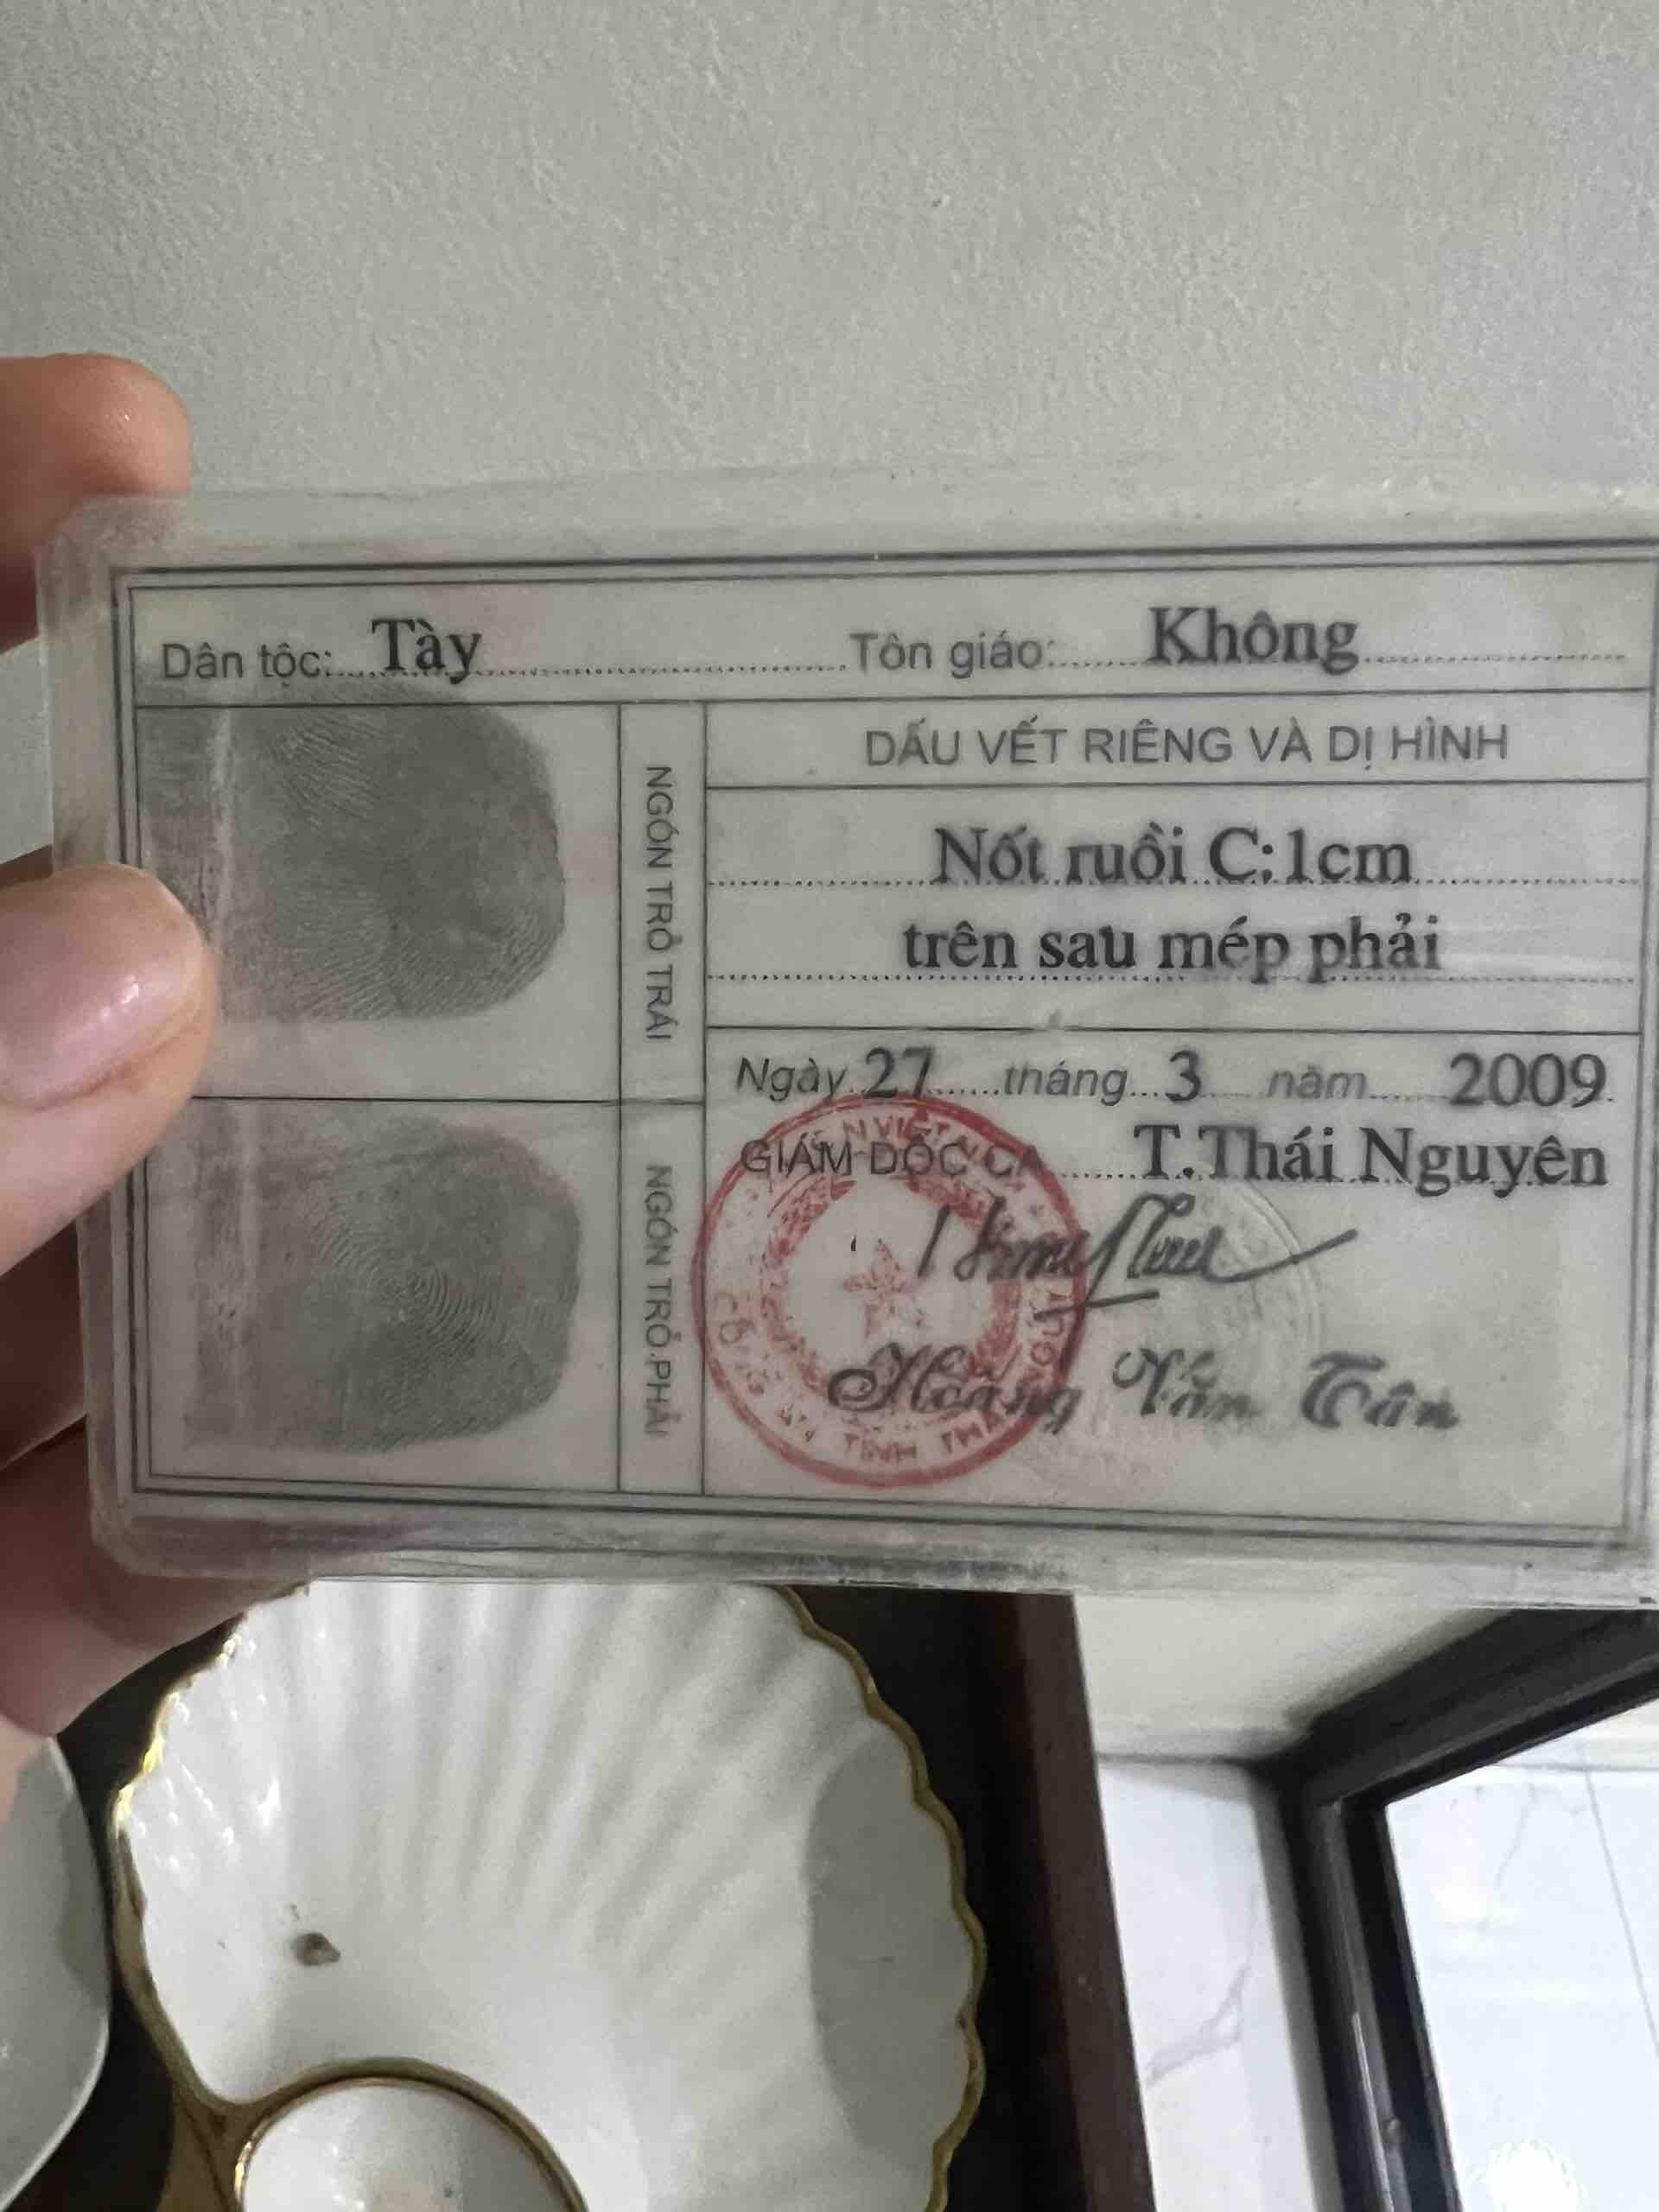 Dân tộc: Tày Tôn giáo: Không
NGÓN TRỎ TRÁI
DẤU VẾT RIÊNG VÀ DỊ HÌNH
Nốt ruồi C:1cm
trên sau mép phải
NGÓN TRỎ PHẢI
Ngày 27 tháng 3 năm 2009
GIÁM ĐỐC CA T.Thái Nguyên
Hoàng Văn Tân